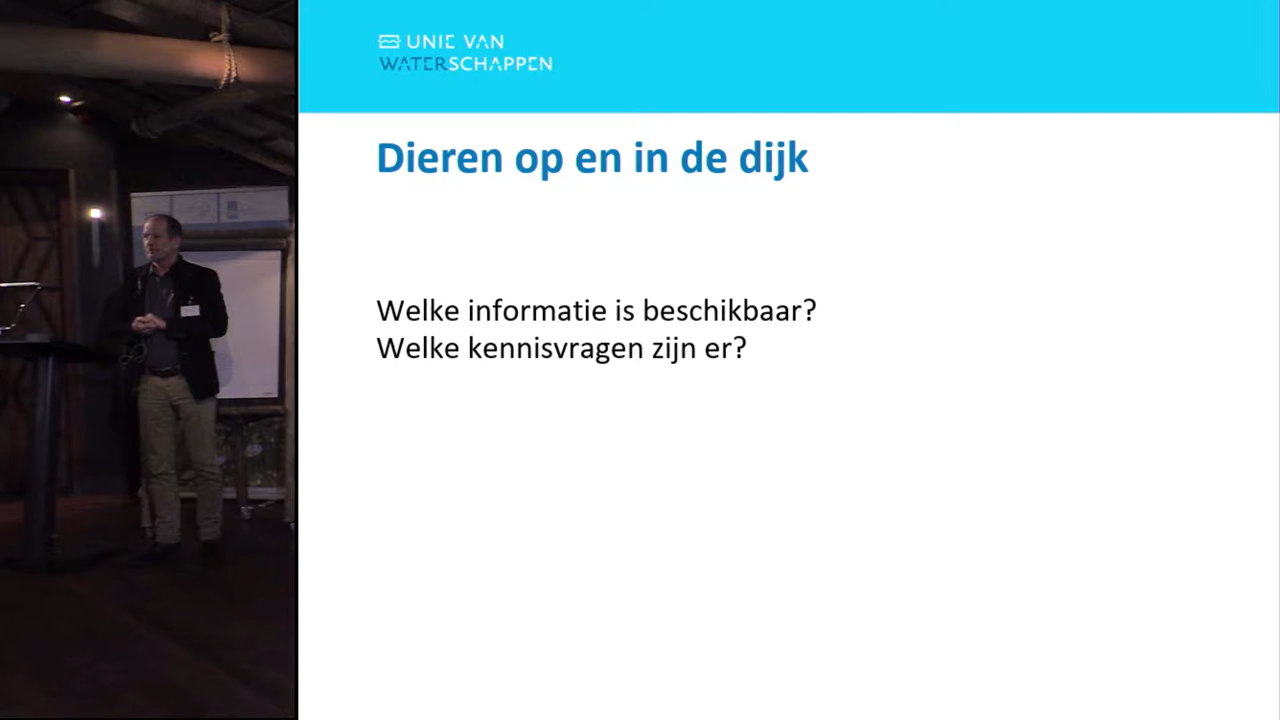 UNIE VAN
WATERSCHAPPEN
Dieren op en in de dijk
Welke informatie is beschikbaar?
Welke kennisvragen zijn er?